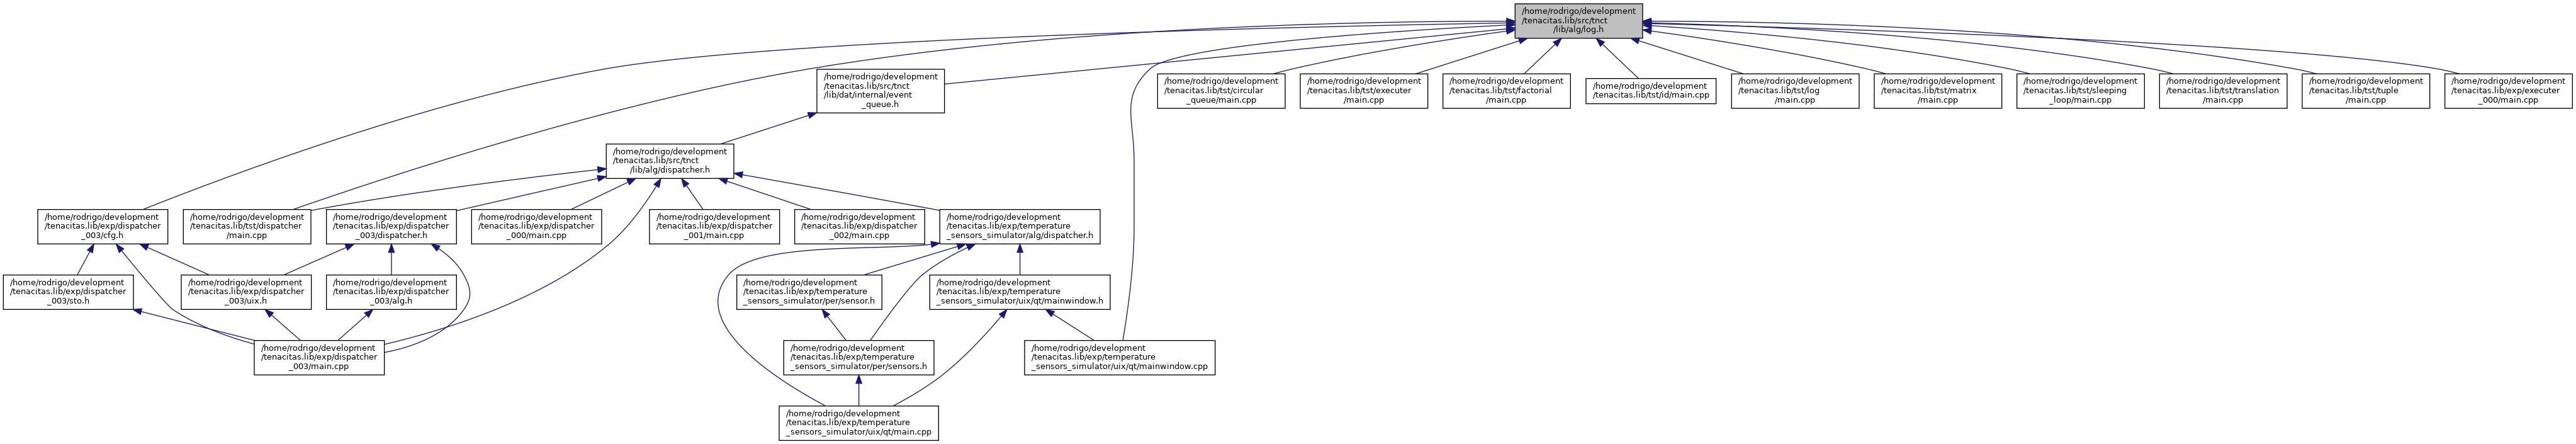 /home/rodrigo/development
/tenacitas.lib/src/tnct
/lib/alg/log.h
/home/rodrigo/development
/tenacitas.lib/src/tnct
/lib/dat/internal/event
_queue.h
/home/rodrigo/development
/tenacitas.lib/tst/circular
_queue/main.cpp
/home/rodrigo/development
/tenacitas.lib/tst/executer
/main.cpp
/home/rodrigo/development
/tenacitas.lib/tst/factorial
/main.cpp
/home/rodrigo/development
/tenacitas.lib/tst/id/main.cpp
/home/rodrigo/development
/tenacitas.lib/tst/log
/main.cpp
/home/rodrigo/development
/tenacitas.lib/tst/matrix
/main.cpp
/home/rodrigo/development
/tenacitas.lib/tst/sleeping
_loop/main.cpp
/home/rodrigo/development
/tenacitas.lib/tst/translation
/main.cpp
/home/rodrigo/development
/tenacitas.lib/tst/tuple
/main.cpp
/home/rodrigo/development
/tenacitas.lib/exp/executer
_000/main.cpp
/home/rodrigo/development
/tenacitas.lib/src/tnct
/lib/alg/dispatcher.h
/home/rodrigo/development
/tenacitas.lib/exp/dispatcher
_003/cfg.h
/home/rodrigo/development
/tenacitas.lib/tst/dispatcher
/main.cpp
/home/rodrigo/development
/tenacitas.lib/exp/dispatcher
_003/dispatcher.h
/home/rodrigo/development
/tenacitas.lib/exp/dispatcher
_000/main.cpp
/home/rodrigo/development
/tenacitas.lib/exp/dispatcher
_001/main.cpp
/home/rodrigo/development
/tenacitas.lib/exp/dispatcher
_002/main.cpp
/home/rodrigo/development
/tenacitas.lib/exp/temperature
_sensors_simulator/alg/dispatcher.h
/home/rodrigo/development
/tenacitas.lib/exp/dispatcher
_003/sto.h
/home/rodrigo/development
/tenacitas.lib/exp/dispatcher
_003/uix.h
/home/rodrigo/development
/tenacitas.lib/exp/dispatcher
_003/alg.h
/home/rodrigo/development
/tenacitas.lib/exp/temperature
_sensors_simulator/per/sensor.h
/home/rodrigo/development
/tenacitas.lib/exp/temperature
_sensors_simulator/uix/qt/mainwindow.h
/home/rodrigo/development
/tenacitas.lib/exp/dispatcher
_003/main.cpp
/home/rodrigo/development
/tenacitas.lib/exp/temperature
_sensors_simulator/per/sensors.h
/home/rodrigo/development
/tenacitas.lib/exp/temperature
_sensors_simulator/uix/qt/mainwindow.cpp
/home/rodrigo/development
/tenacitas.lib/exp/temperature
_sensors_simulator/uix/qt/main.cpp